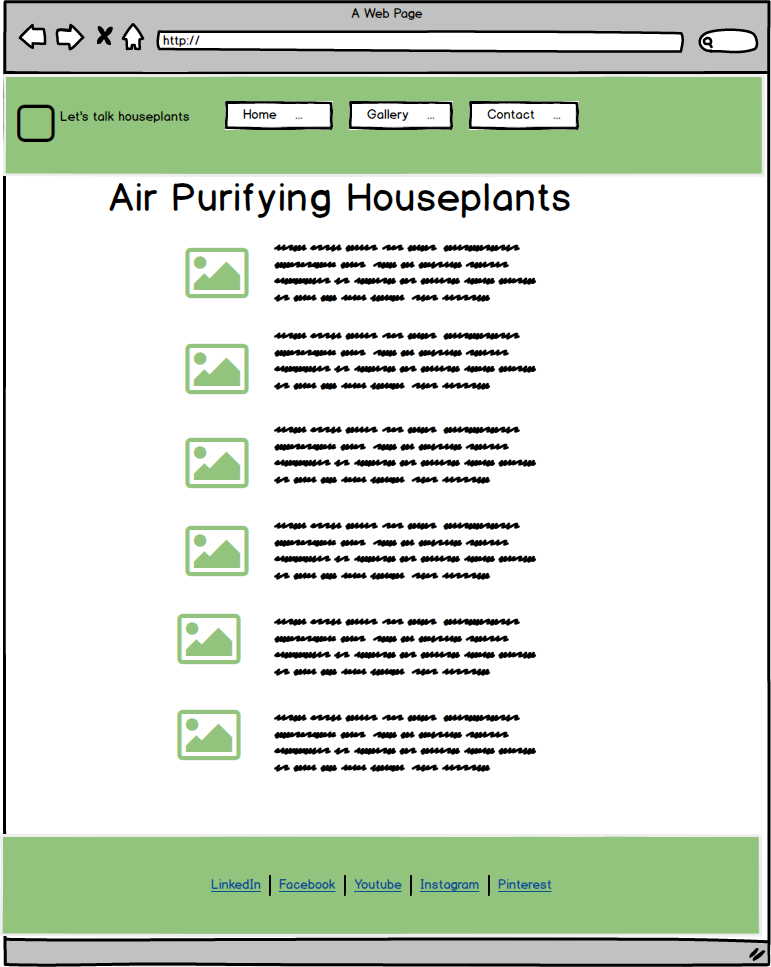 A Web Page
http://
Let's talk houseplants
Home ...
Gallery ...
Contact ...
Air Purifying Houseplants
LinkedIn | Facebook | Youtube | Instagram | Pinterest